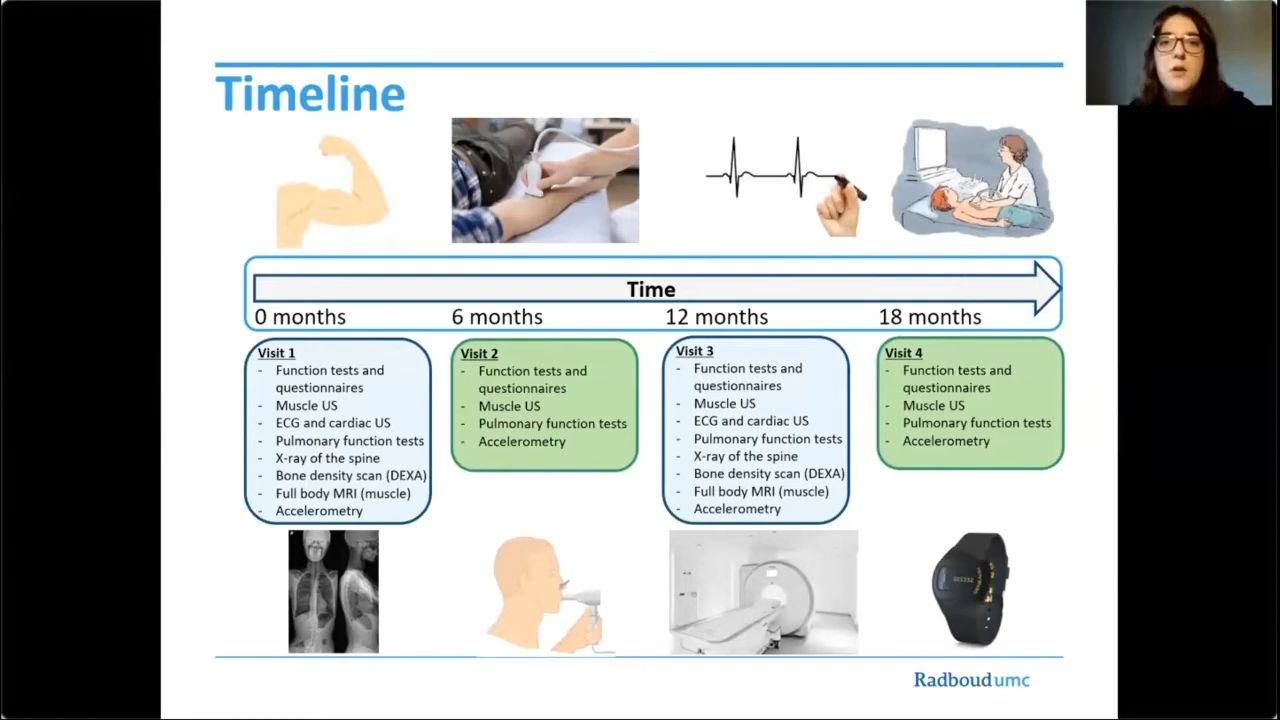 Timeline
Time
0 months
6 months
12 months
18 months
Visit 1
- Function tests and
questionnaires
- Muscle US
- ECG and cardiac US
- Pulmonary function tests
- X-ray of the spine
- Bone density scan (DEXA)
- Full body MRI (muscle)
- Accelerometry
Visit 2
- Function tests and
questionnaires
- Muscle US
- Pulmonary function tests
- Accelerometry
Visit 3
- Function tests and
questionnaires
- Muscle US
- ECG and cardiac US
- Pulmonary function tests
- X-ray of the spine
- Bone density scan (DEXA)
- Full body MRI (muscle)
- Accelerometry
Visit 4
- Function tests and
questionnaires
- Muscle US
- Pulmonary function tests
- Accelerometry
Radboudumc